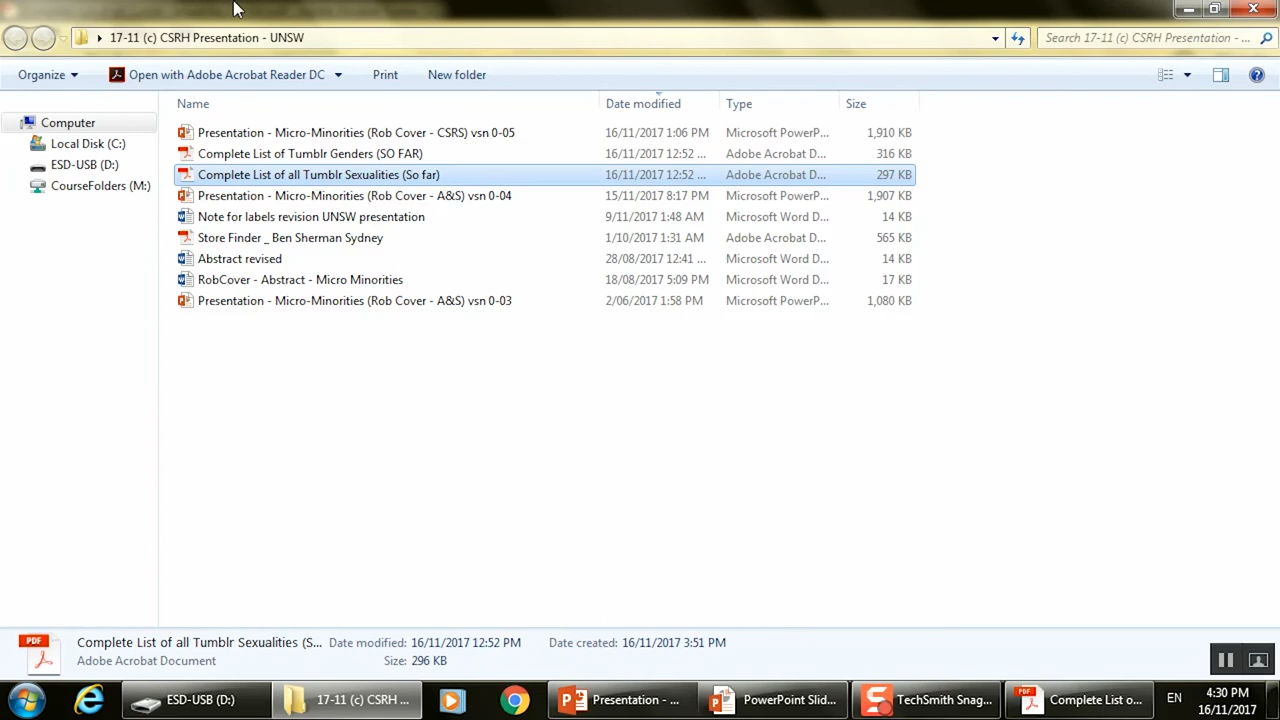 17-11 (c) CSRH Presentation - UNSW
Search 17-11 (c) CSRH Presentation - ...
Organize
Open with Adobe Acrobat Reader DC
Print
New folder
Name
Date modified
Type
Size
Computer
Local Disk (C:)
ESD-USB (D:)
CourseFolders (M:)
Presentation - Micro-Minorities (Rob Cover - CSRS) vsn 0-05 16/11/2017 1:06 PM Microsoft PowerP... 1,910 KB
Complete List of Tumblr Genders (SO FAR) 16/11/2017 12:52 ... Adobe Acrobat D... 316 KB
Complete List of all Tumblr Sexualities (So far) 16/11/2017 12:52 ... Adobe Acrobat D... 297 KB
Presentation - Micro-Minorities (Rob Cover - A&S) vsn 0-04 15/11/2017 8:17 PM Microsoft PowerP... 1,907 KB
Note for labels revision UNSW presentation 9/11/2017 1:48 AM Microsoft Word D... 14 KB
Store Finder _ Ben Sherman Sydney 1/10/2017 1:31 AM Adobe Acrobat D... 565 KB
Abstract revised 28/08/2017 12:41 ... Microsoft Word D... 14 KB
RobCover - Abstract - Micro Minorities 18/08/2017 5:09 PM Microsoft Word D... 17 KB
Presentation - Micro-Minorities (Rob Cover - A&S) vsn 0-03 2/06/2017 1:58 PM Microsoft PowerP... 1,080 KB
PDF
Complete List of all Tumblr Sexualities (S... Date modified: 16/11/2017 12:52 PM Date created: 16/11/2017 3:51 PM
Adobe Acrobat Document Size: 296 KB
ESD-USB (D:)
17-11 (c) CSRH ...
Presentation - ...
PowerPoint Slid...
TechSmith Snag...
PDF
Complete List o...
EN
4:30 PM
16/11/2017